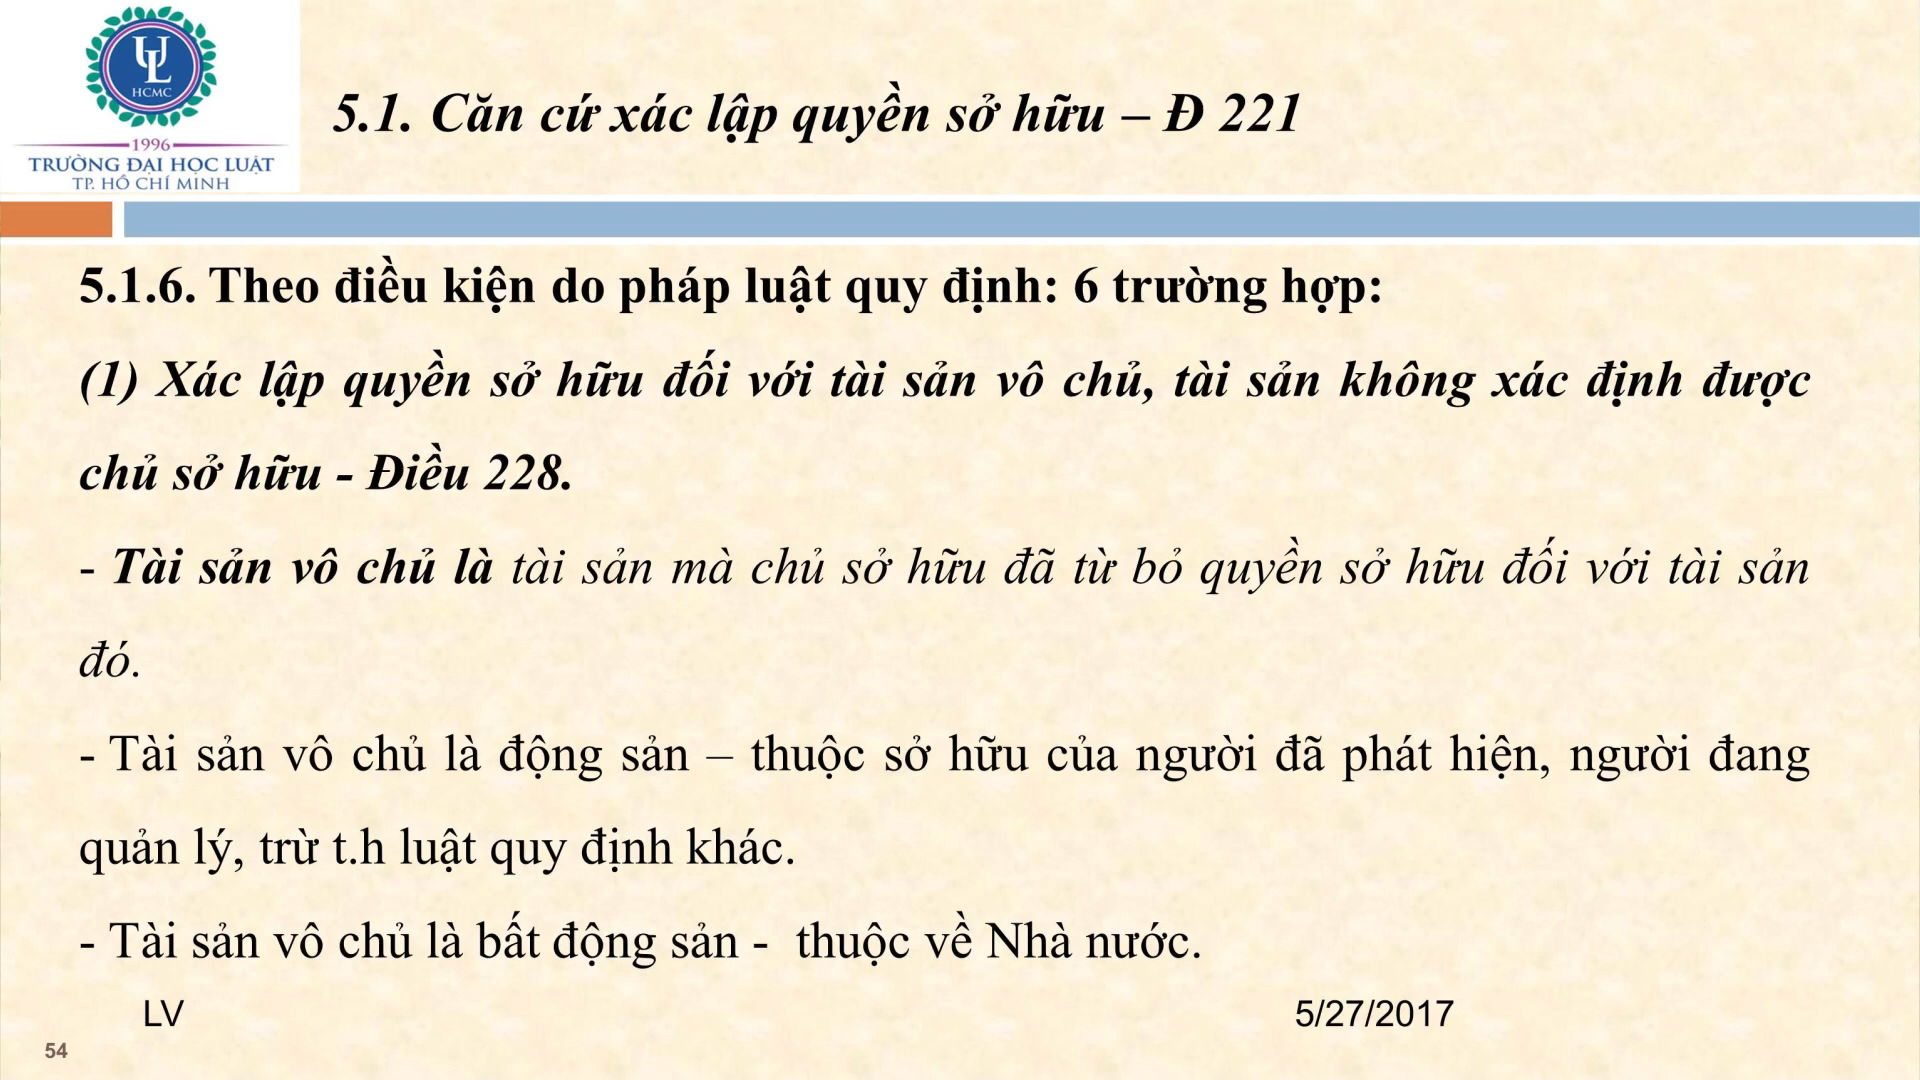 UL
HCMC
1996
TRƯỜNG ĐẠI HỌC LUẬT
TP. HỒ CHÍ MINH
5.1. Căn cứ xác lập quyền sở hữu – Đ 221
5.1.6. Theo điều kiện do pháp luật quy định: 6 trường hợp:
(1) Xác lập quyền sở hữu đối với tài sản vô chủ, tài sản không xác định được
chủ sở hữu - Điều 228.
- Tài sản vô chủ là tài sản mà chủ sở hữu đã từ bỏ quyền sở hữu đối với tài sản
đó.
- Tài sản vô chủ là động sản – thuộc sở hữu của người đã phát hiện, người đang
quản lý, trừ t.h luật quy định khác.
- Tài sản vô chủ là bất động sản - thuộc về Nhà nước.
LV
5/27/2017
54